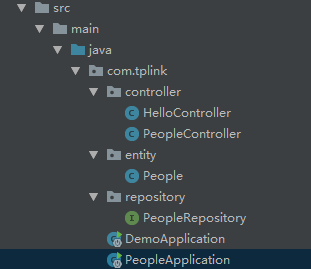 src
main
java
com.tplink
controller
HelloController
PeopleController
entity
People
repository
PeopleRepository
DemoApplication
PeopleApplication